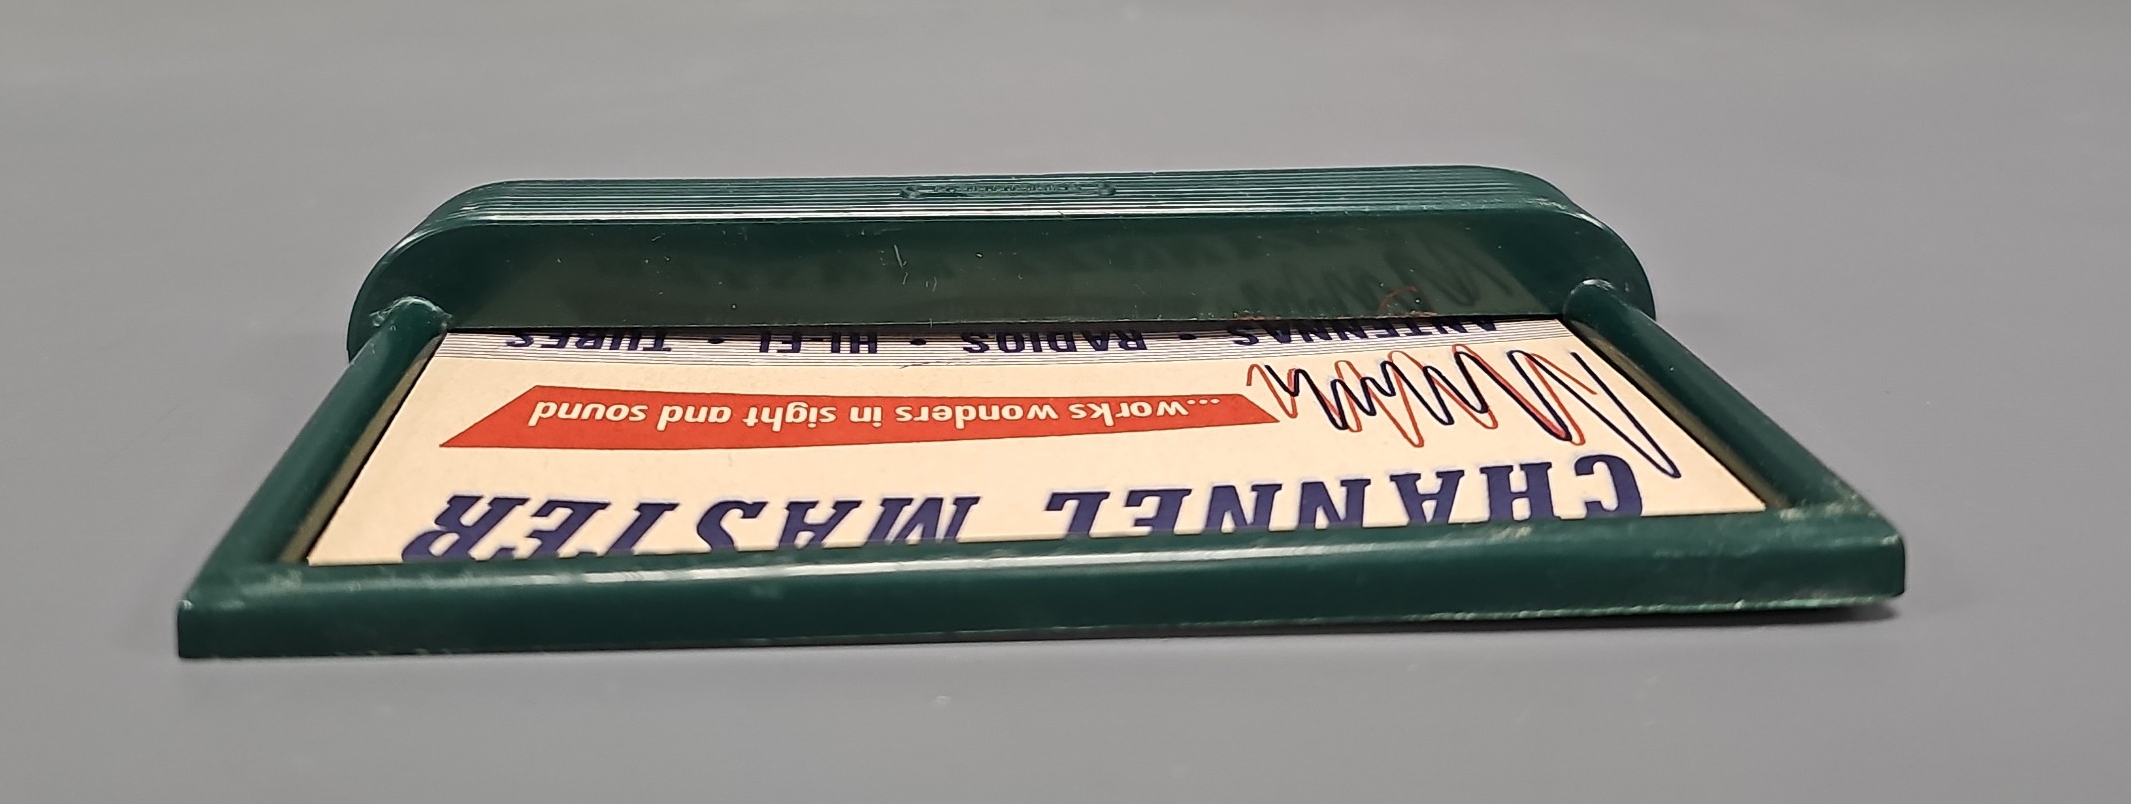 CHANNEL MASTER
...works wonders in sight and sound
ANTENNAS • RADIOS • HI-FI • TUBES